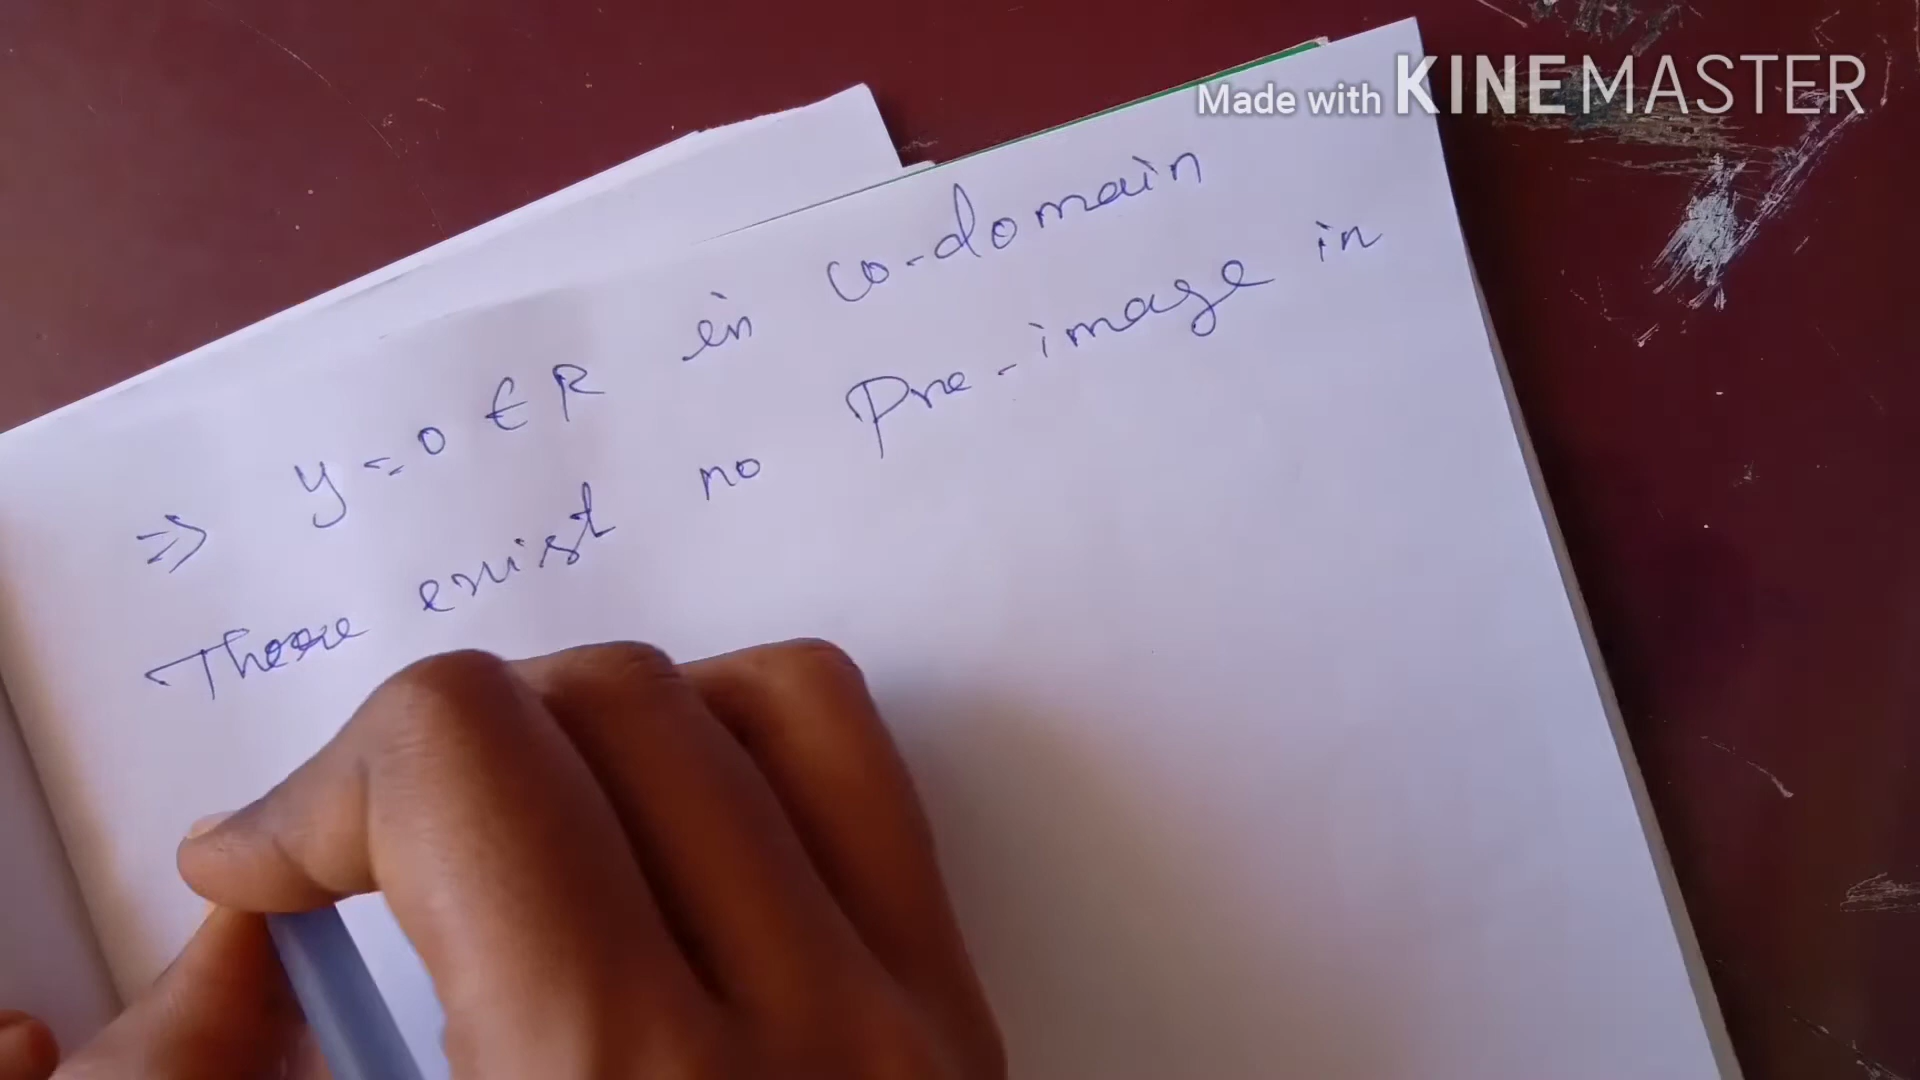 Made with KINEMASTER
⇒ y = 0 ∈ R in co-domain
There exist no Pre-image in